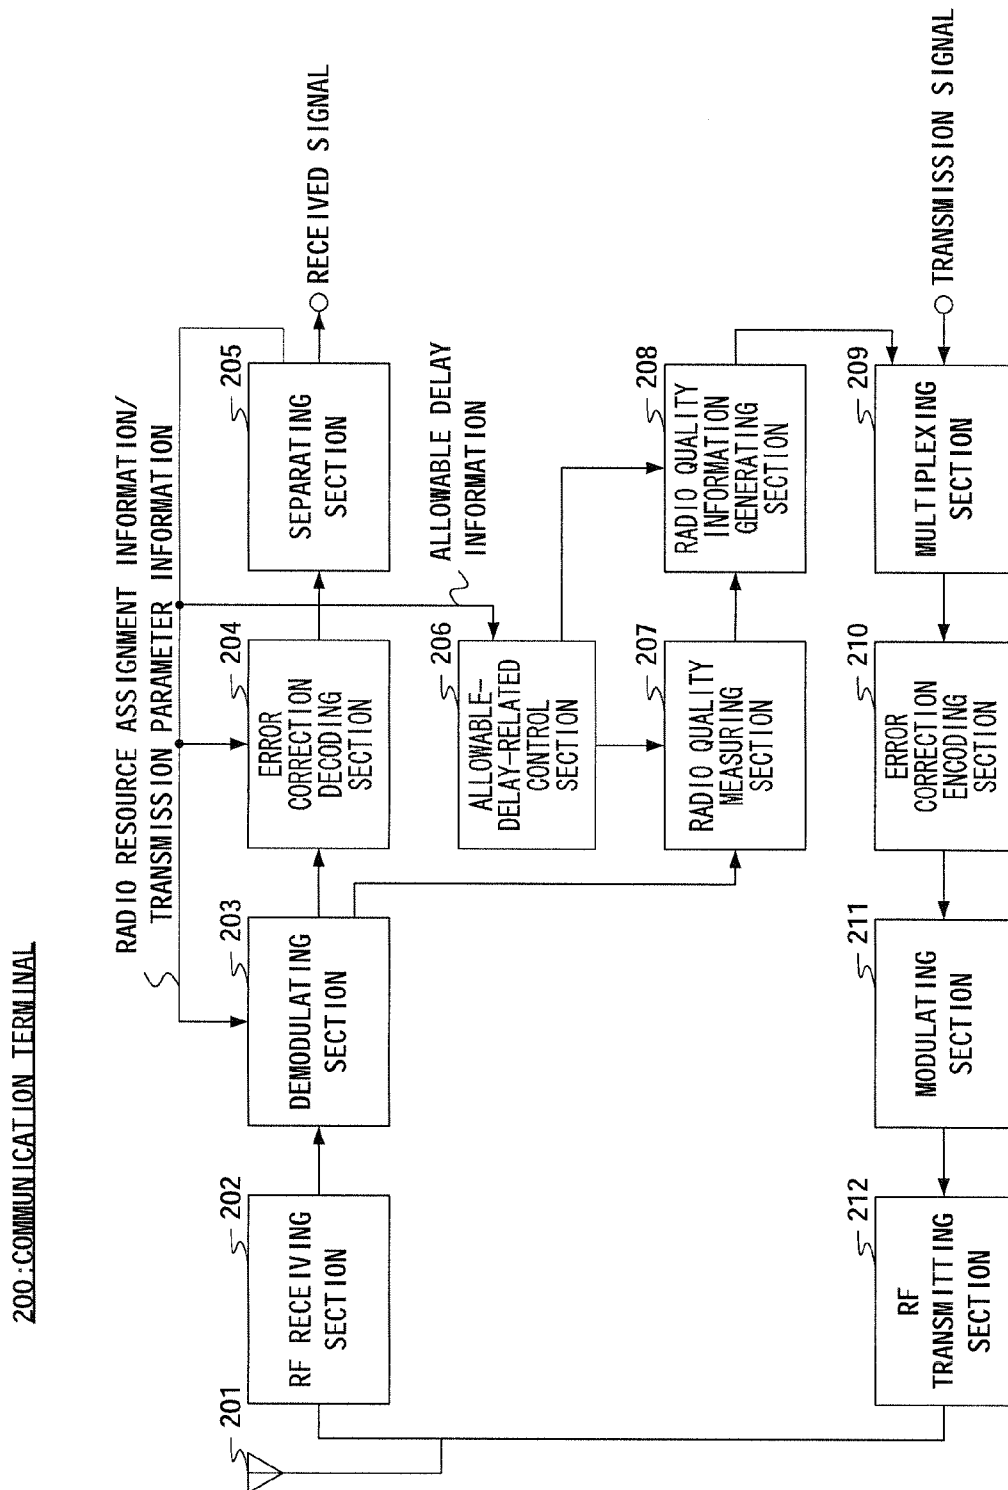 200:COMMUNICATION TERMINAL
RADIO RESOURCE ASSIGNMENT INFORMATION/
TRANSMISSION PARAMETER INFORMATION
201
202
RF RECEIVING
SECTION
203
DEMODULATING
SECTION
204
ERROR
CORRECTION
DECODING
SECTION
205
SEPARATING
SECTION
RECEIVED SIGNAL
ALLOWABLE DELAY
INFORMATION
206
ALLOWABLE-
DELAY-RELATED
CONTROL
SECTION
207
RADIO QUALITY
MEASURING
SECTION
208
RADIO QUALITY
INFORMATION
GENERATING
SECTION
212
RF
TRANSMITTING
SECTION
211
MODULATING
SECTION
210
ERROR
CORRECTION
ENCODING
SECTION
209
MULTIPLEXING
SECTION
TRANSMISSION SIGNAL